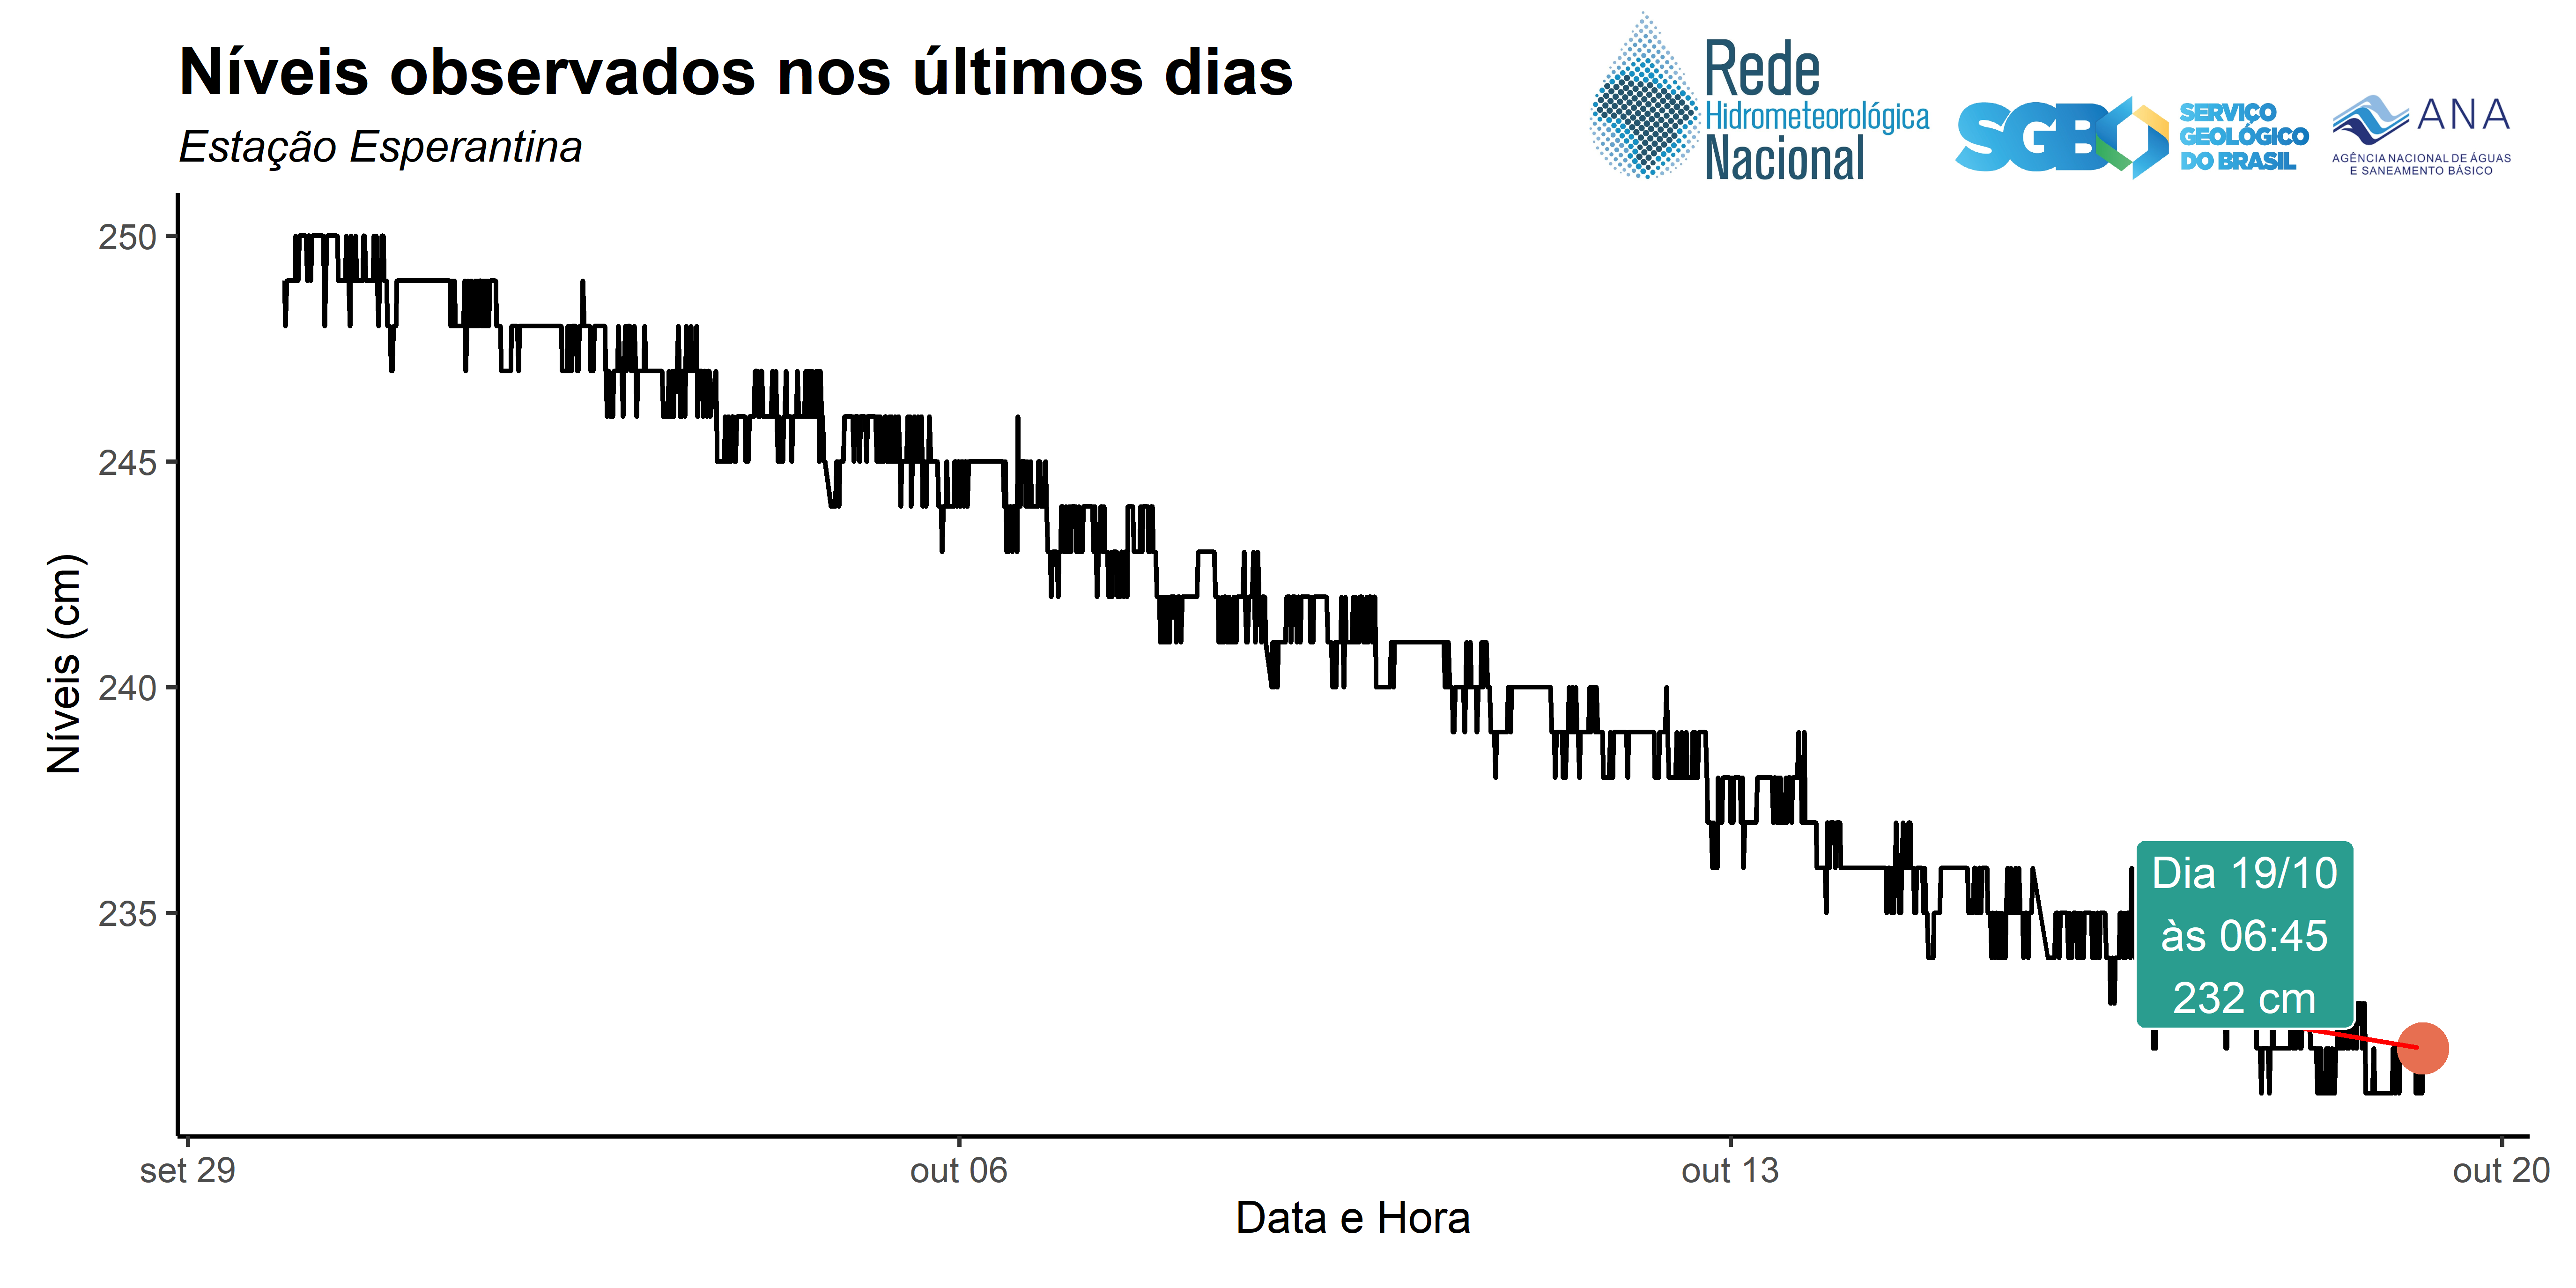 Níveis observados nos últimos dias
Estação Esperantina
Rede
Hidrometeorológica
Nacional
SGB
SERVIÇO
GEOLÓGICO
DO BRASIL
ANA
AGÊNCIA NACIONAL DE ÁGUAS
E SANEAMENTO BÁSICO
Níveis (cm)
250
245
240
235
Dia 19/10
às 06:45
232 cm
set 29
out 06
out 13
out 20
Data e Hora